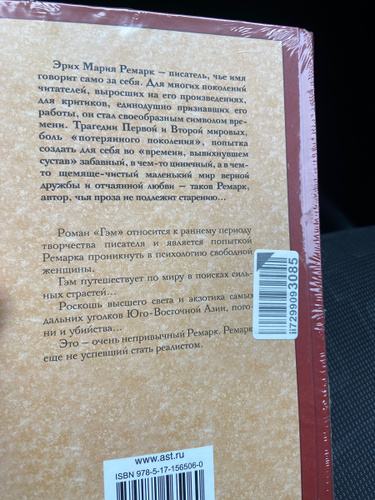 Эрих Мария Ремарк – писатель, чье имя
говорит само за себя. Для многих поколений
читателей, выросших на его произведениях,
для критиков, единодушно признавших его
работы, он стал своеобразным символом вре-
мени. Трагедии Первой и Второй мировых,
боль «потерянного поколения», попытка
создать для себя во «времени, вывихнувшем
сустав» забавный, в чем-то циничный, а в чем-
то щемяще-чистый маленький мир верной
дружбы и отчаянной любви – таков Ремарк,
автор, чья проза не подлежит старению...
Роман «Гэм» относится к раннему периоду
творчества писателя и является попыткой
Ремарка проникнуть в психологию свободной
женщины.
Гэм путешествует по миру в поисках силь-
ных страстей...
Роскошь высшего света и экзотика самых
дальних уголков Юго-Восточной Азии, пого-
ни и убийства...
Это – очень непривычный Ремарк. Ремарк,
еще не успевший стать реалистом.
ii72990993085
www.ast.ru
ISBN 978-5-17-156506-0